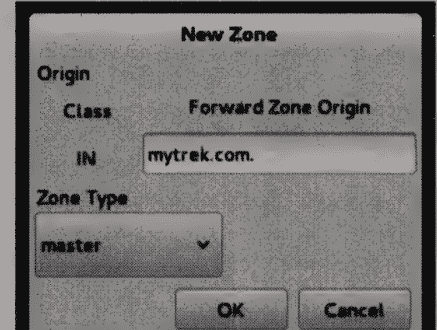 New Zone
Origin
Class Forward Zone Origin
IN mytrek.com.
Zone Type
master
OK Cancel